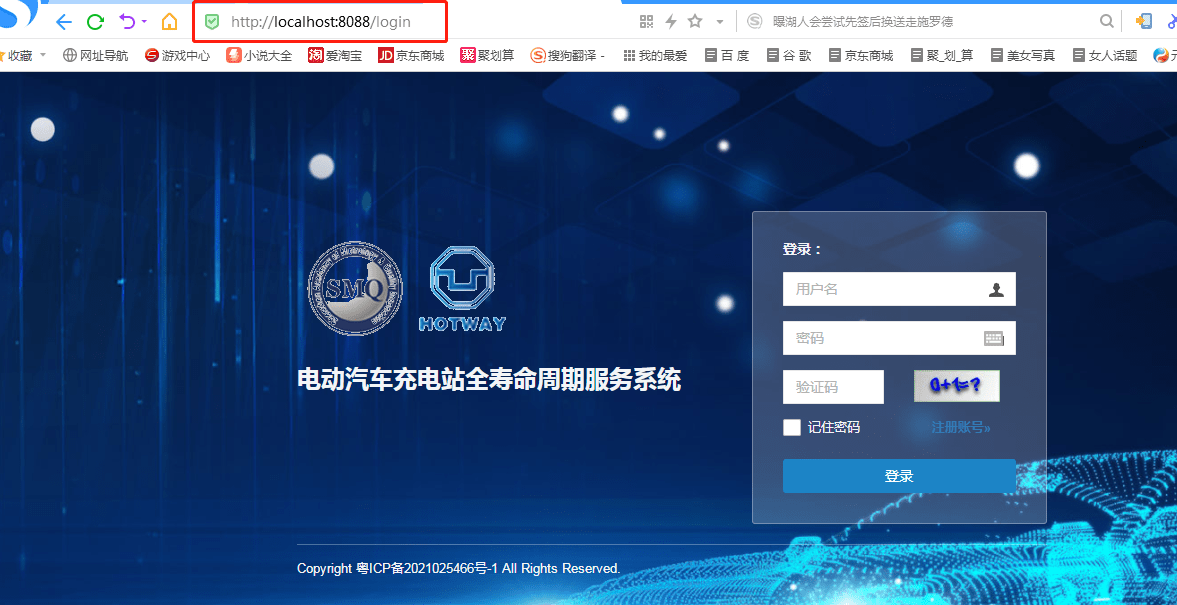 http://localhost:8088/login
曝湖人会尝试先签后换送走施罗德
收藏 网址导航 游戏中心 小说大全 爱淘宝 京东商城 聚划算 搜狗翻译 - 我的最爱 百 度 谷 歌 京东商城 聚_划_算 美女写真 女人话题
登录：
用户名
SMQ
HOTWAY
密码
电动汽车充电站全寿命周期服务系统
验证码 0+1=?
记住密码 注册账号»
登录
Copyright 粤ICP备2021025466号-1 All Rights Reserved.